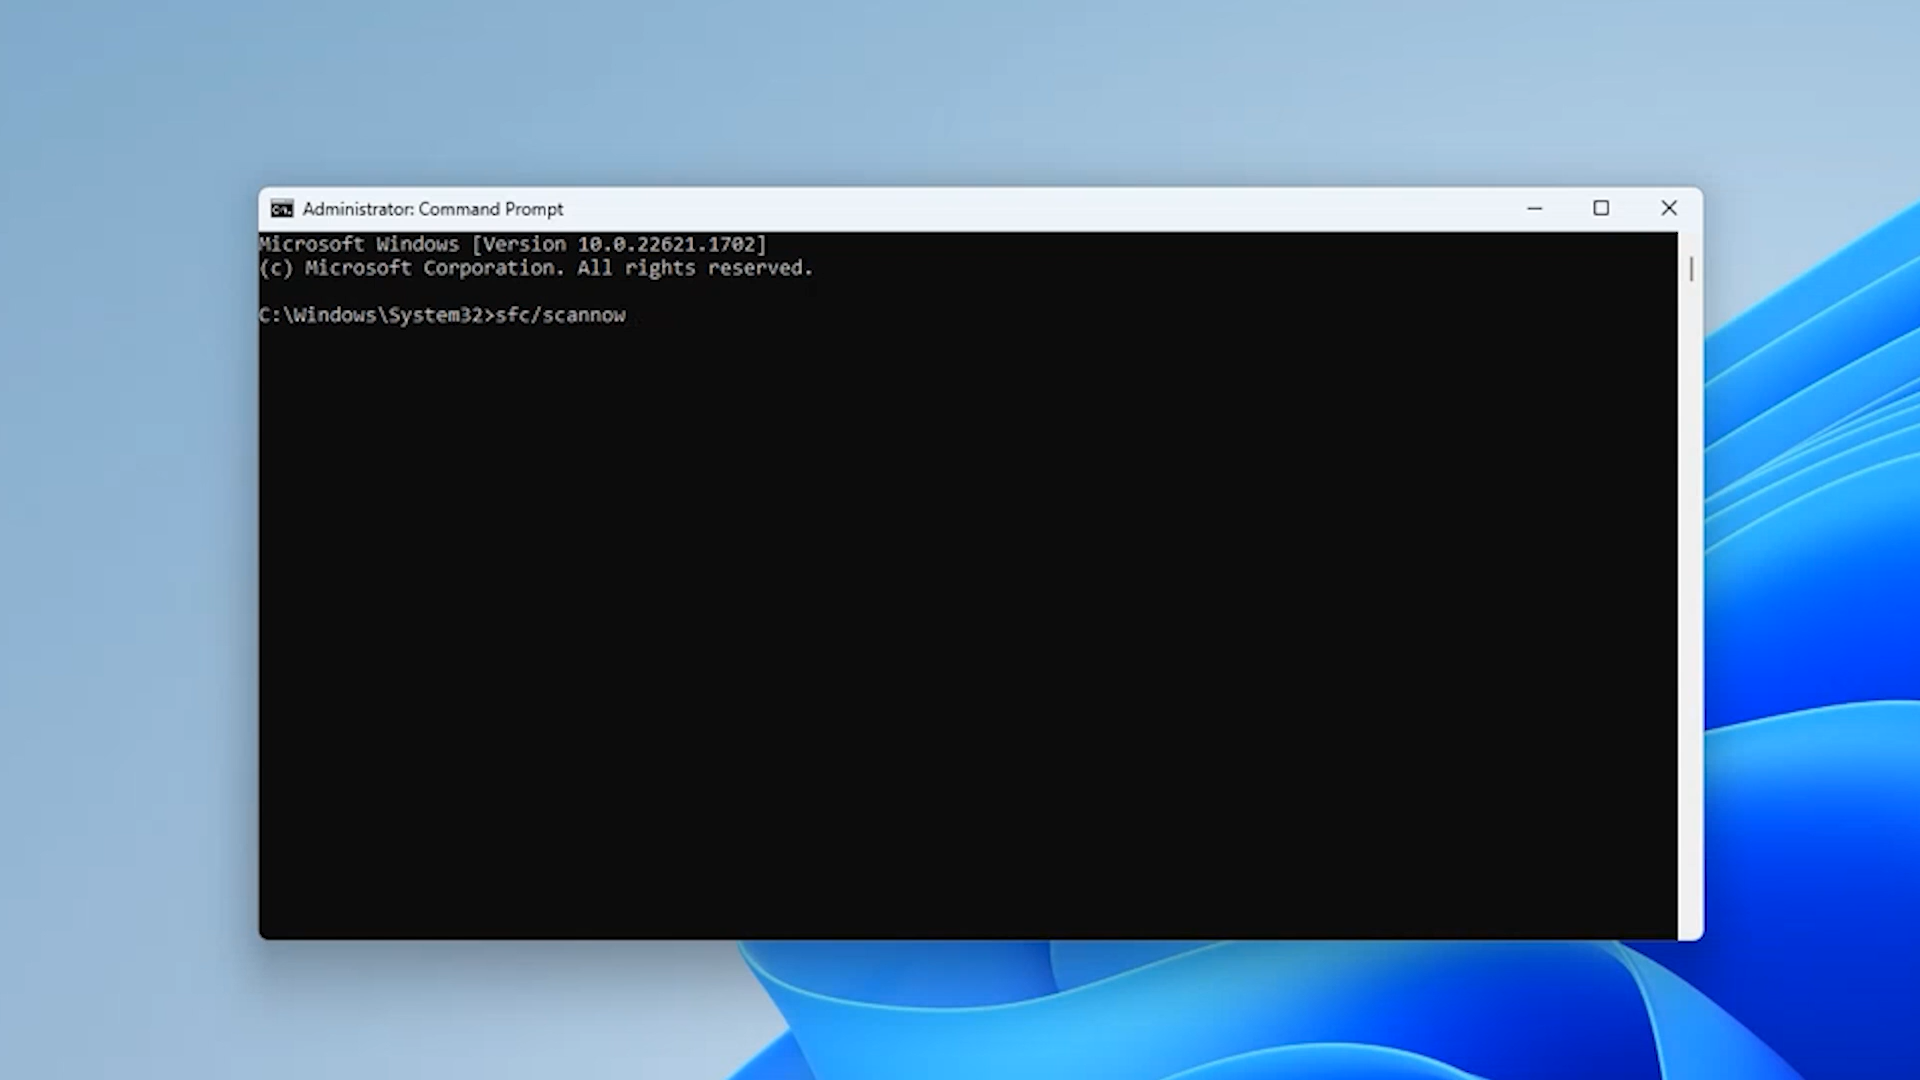 Administrator: Command Prompt
Microsoft Windows [Version 10.0.22621.1702]
(c) Microsoft Corporation. All rights reserved.
C:\Windows\System32>sfc/scannow